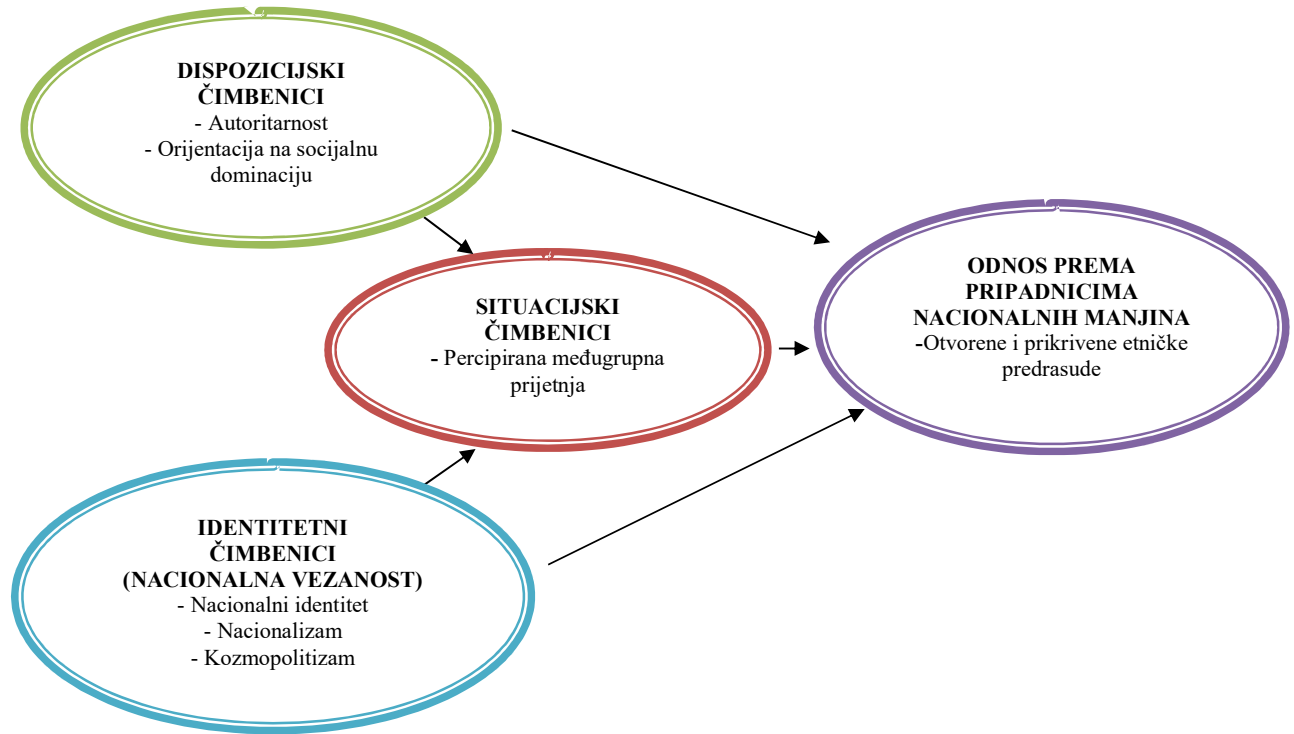 DISPOZICIJSKI
ČIMBENICI
- Autoritarnost
- Orijentacija na socijalnu
dominaciju
SITUACIJSKI
ČIMBENICI
- Percipirana međugrupna
prijetnja
ODNOS PREMA
PRIPADNICIMA
NACIONALNIH MANJINA
-Otvorene i prikrivene etničke
predrasude
IDENTITETNI
ČIMBENICI
(NACIONALNA VEZANOST)
- Nacionalni identitet
- Nacionalizam
- Kozmopolitizam